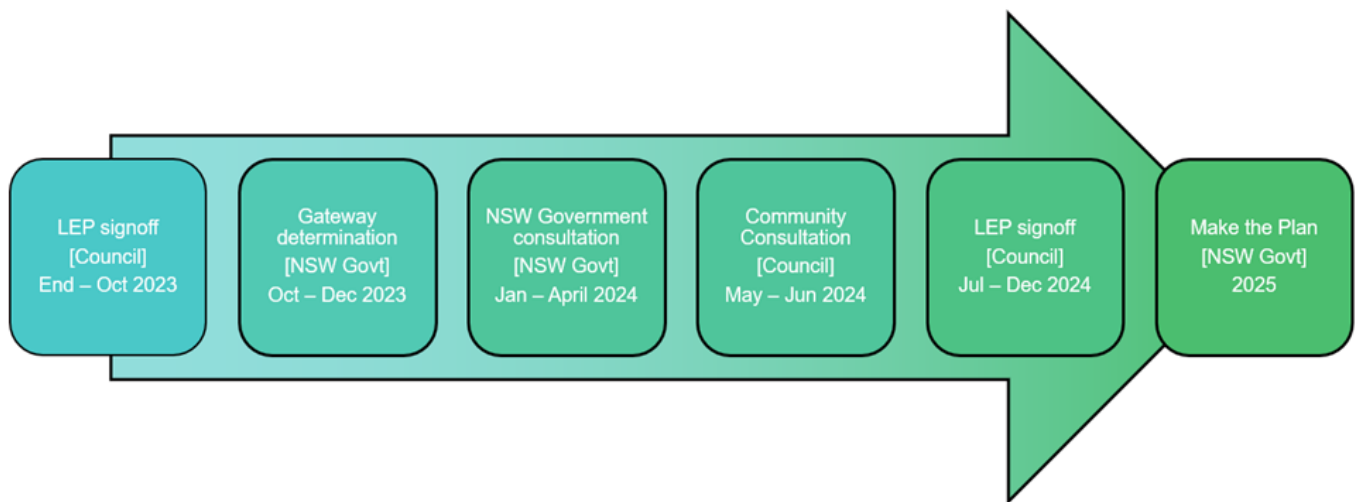 LEP signoff
[Council]
End – Oct 2023
Gateway
determination
[NSW Govt]
Oct – Dec 2023
NSW Government
consultation
[NSW Govt]
Jan – April 2024
Community
Consultation
[Council]
May – Jun 2024
LEP signoff
[Council]
Jul – Dec 2024
Make the Plan
[NSW Govt]
2025